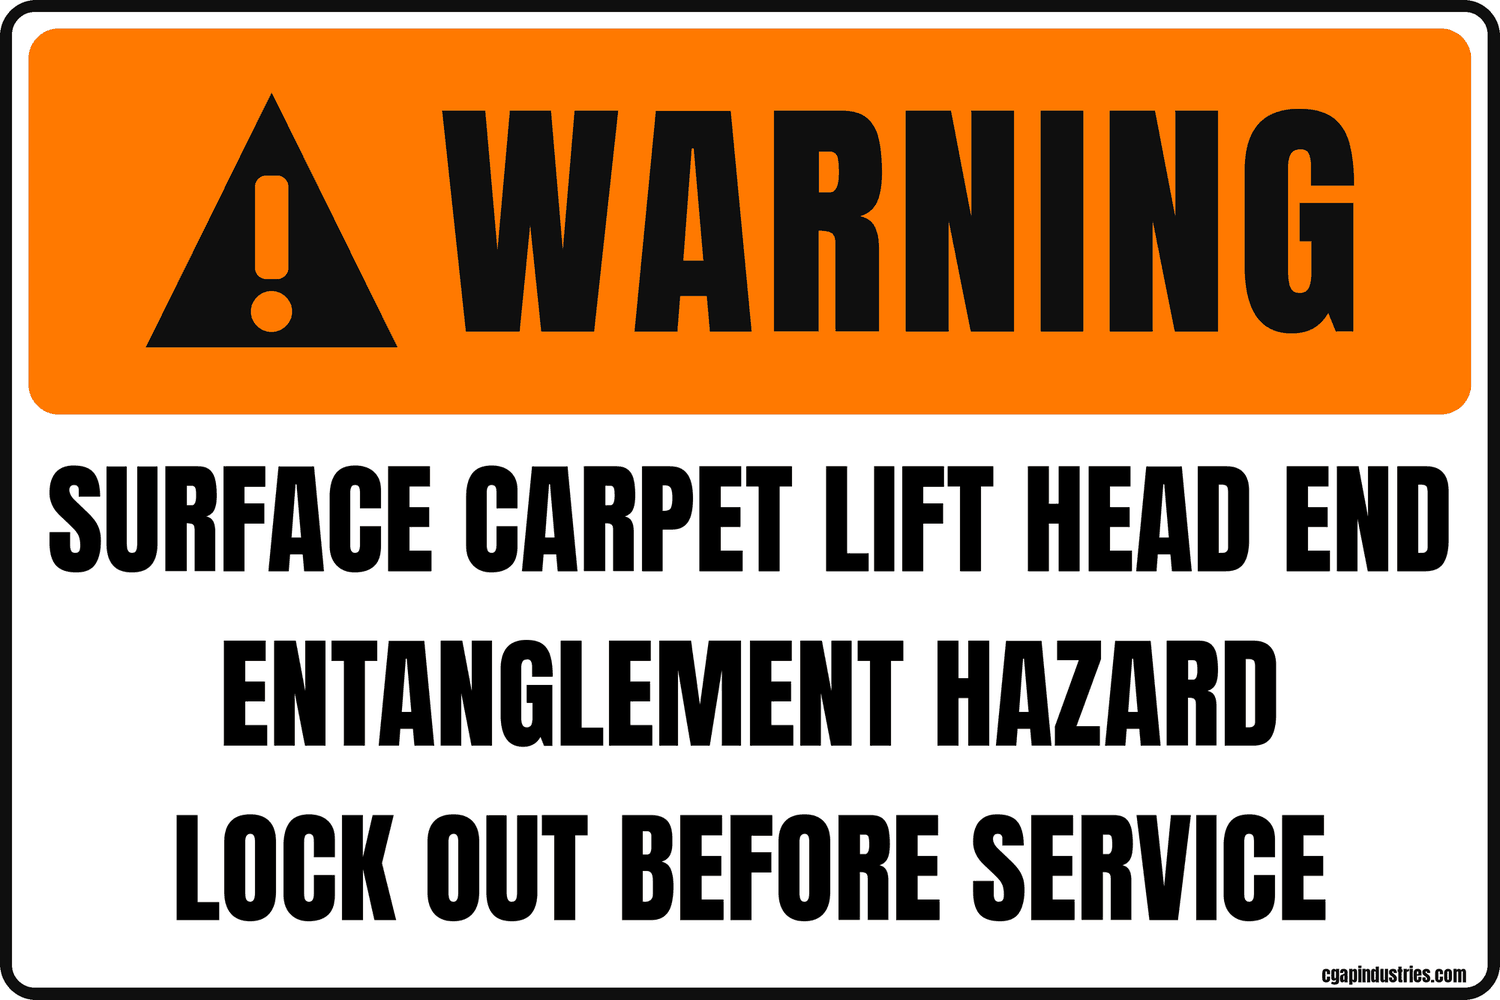 WARNING
SURFACE CARPET LIFT HEAD END
ENTANGLEMENT HAZARD
LOCK OUT BEFORE SERVICE
cgapindustries.com